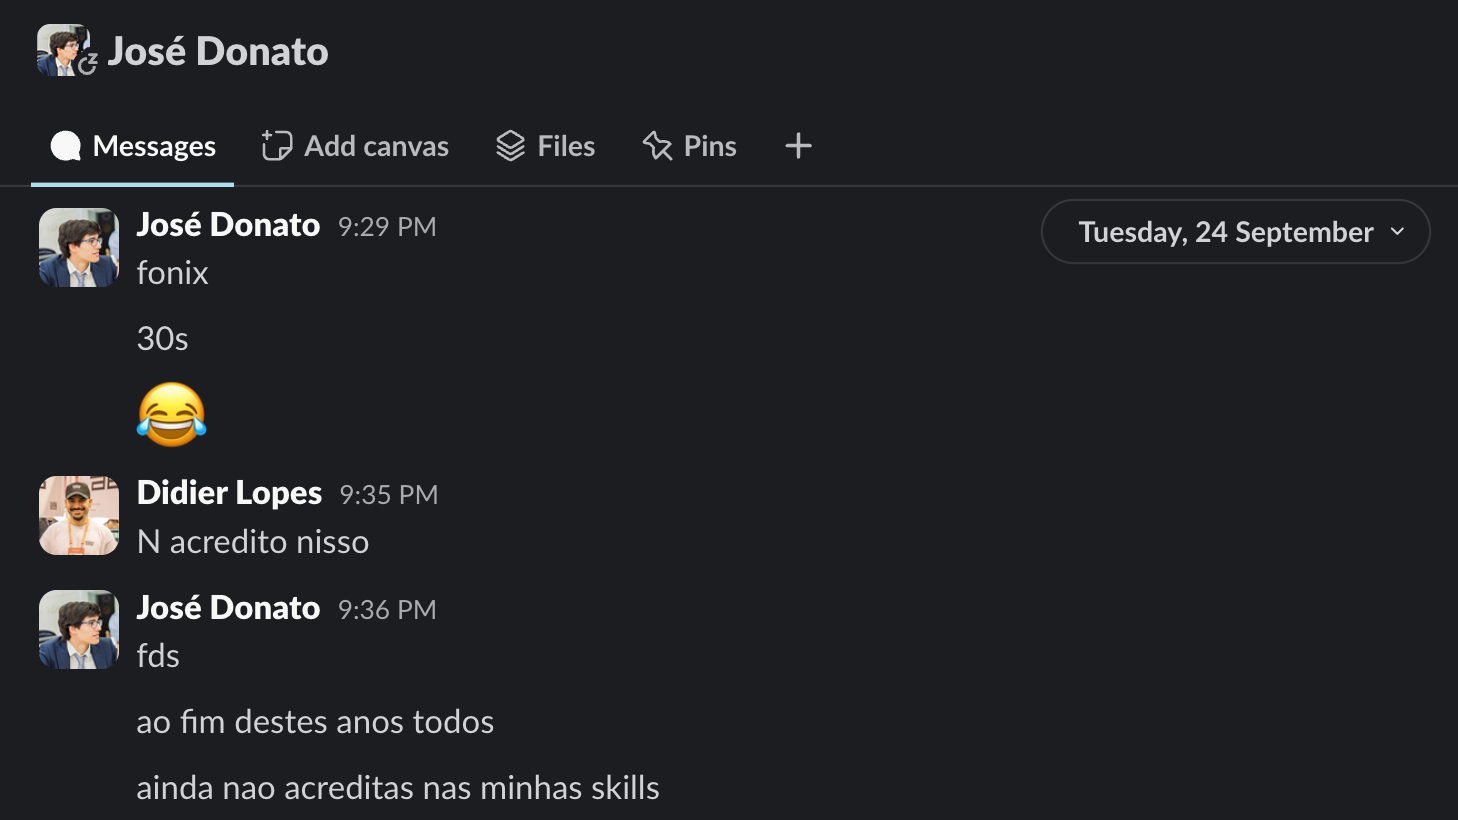 José Donato
Messages Add canvas Files Pins +
José Donato 9:29 PM
Tuesday, 24 September
fonix
30s
😂
Didier Lopes 9:35 PM
N acredito nisso
José Donato 9:36 PM
fds
ao fim destes anos todos
ainda nao acreditas nas minhas skills